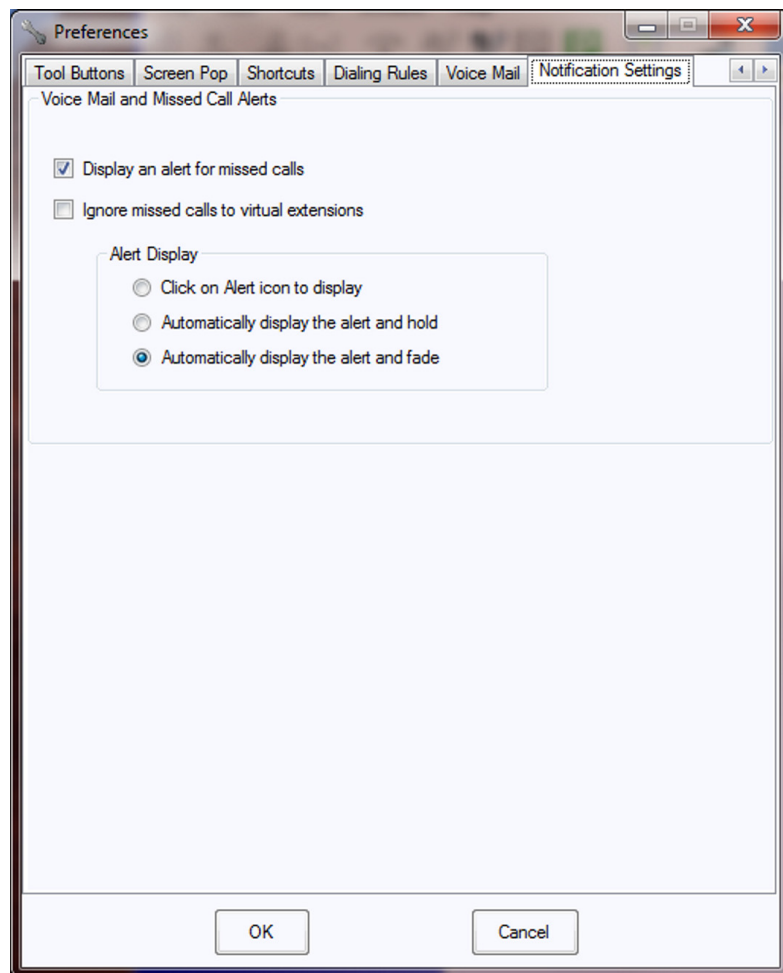 Preferences
Tool Buttons Screen Pop Shortcuts Dialing Rules Voice Mail Notification Settings
Voice Mail and Missed Call Alerts
Display an alert for missed calls
Ignore missed calls to virtual extensions
Alert Display
Click on Alert icon to display
Automatically display the alert and hold
Automatically display the alert and fade
OK Cancel